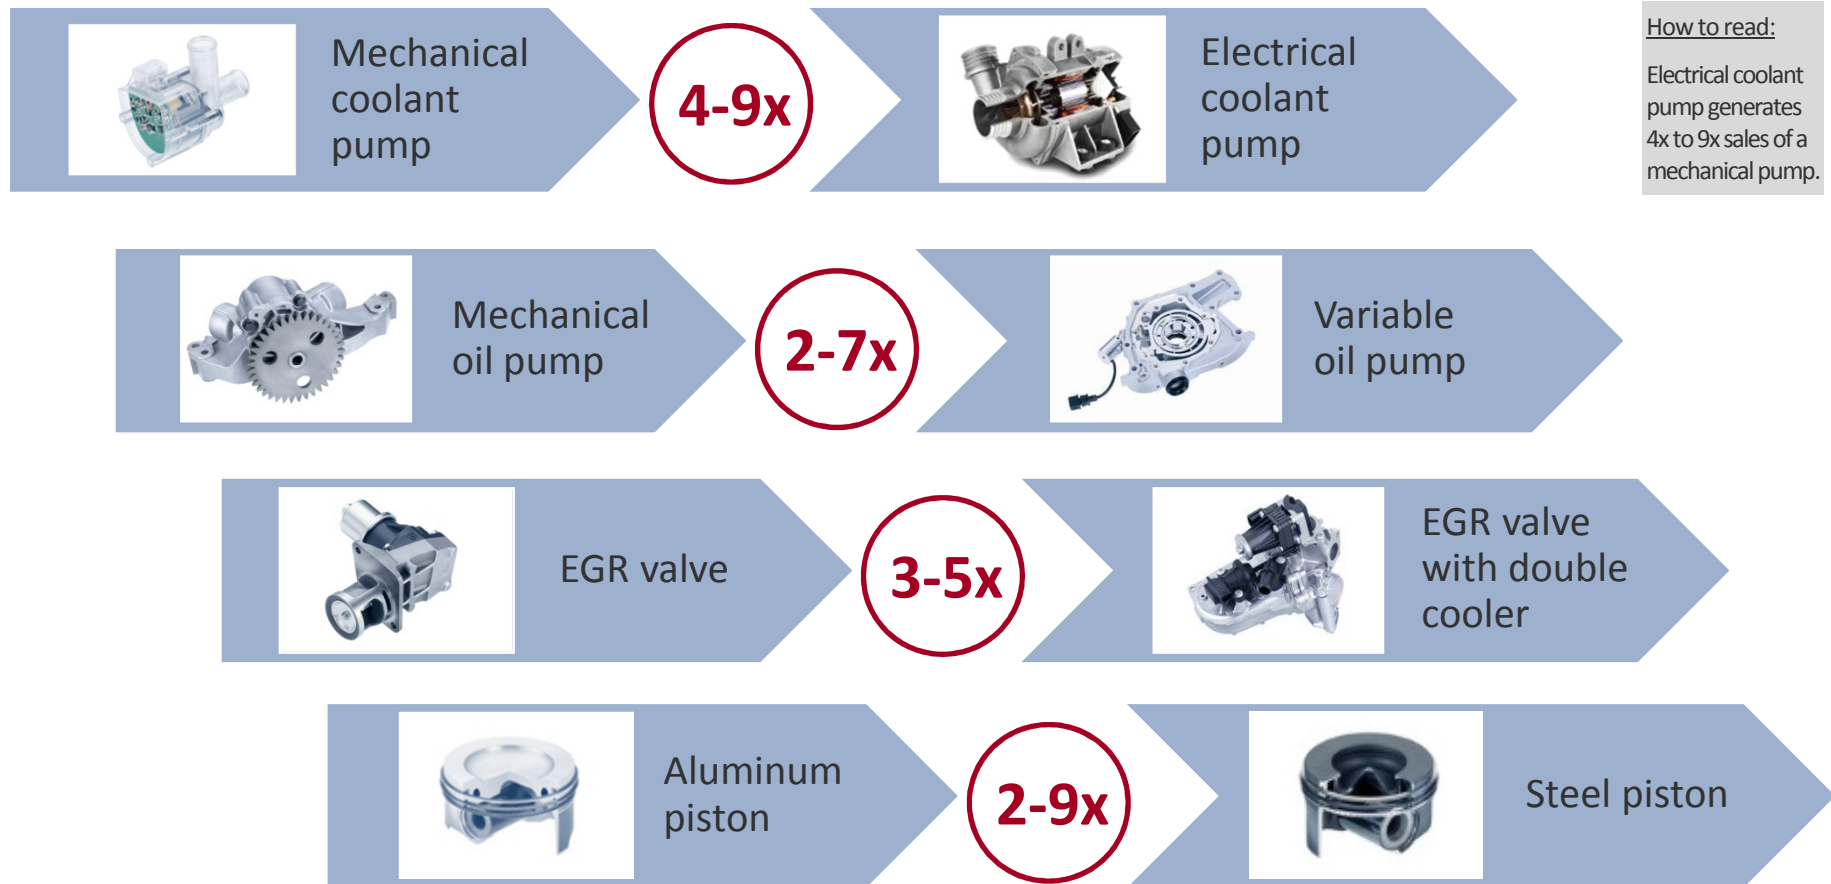 Mechanical
coolant
pump
4-9x
Electrical
coolant
pump
How to read:
Electrical coolant
pump generates
4x to 9x sales of a
mechanical pump.
Mechanical
oil pump
2-7x
Variable
oil pump
EGR valve
3-5x
EGR valve
with double
cooler
Aluminum
piston
2-9x
Steel piston